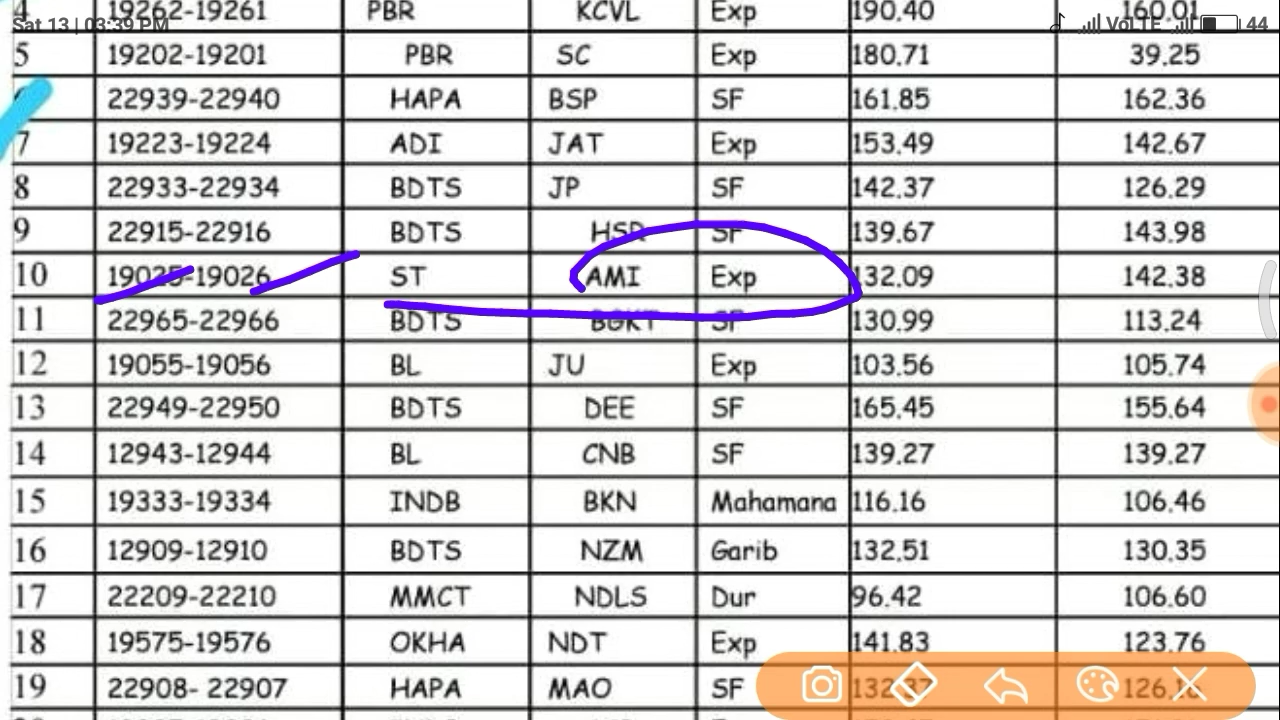 4 19262-19261 PBR KCVL Exp 190.40 160.01
Sat 13 | 03:39 PM VoLTE 44
5 19202-19201 PBR SC Exp 180.71 39.25
22939-22940 HAPA BSP SF 161.85 162.36
7 19223-19224 ADI JAT Exp 153.49 142.67
8 22933-22934 BDTS JP SF 142.37 126.29
9 22915-22916 BDTS HSR SF 139.67 143.98
10 19025-19026 ST AMI Exp 132.09 142.38
11 22965-22966 BDTS BGKT SF 130.99 113.24
12 19055-19056 BL JU Exp 103.56 105.74
13 22949-22950 BDTS DEE SF 165.45 155.64
14 12943-12944 BL CNB SF 139.27 139.27
15 19333-19334 INDB BKN Mahamana 116.16 106.46
16 12909-12910 BDTS NZM Garib 132.51 130.35
17 22209-22210 MMCT NDLS Dur 96.42 106.60
18 19575-19576 OKHA NDT Exp 141.83 123.76
19 22908- 22907 HAPA MAO SF